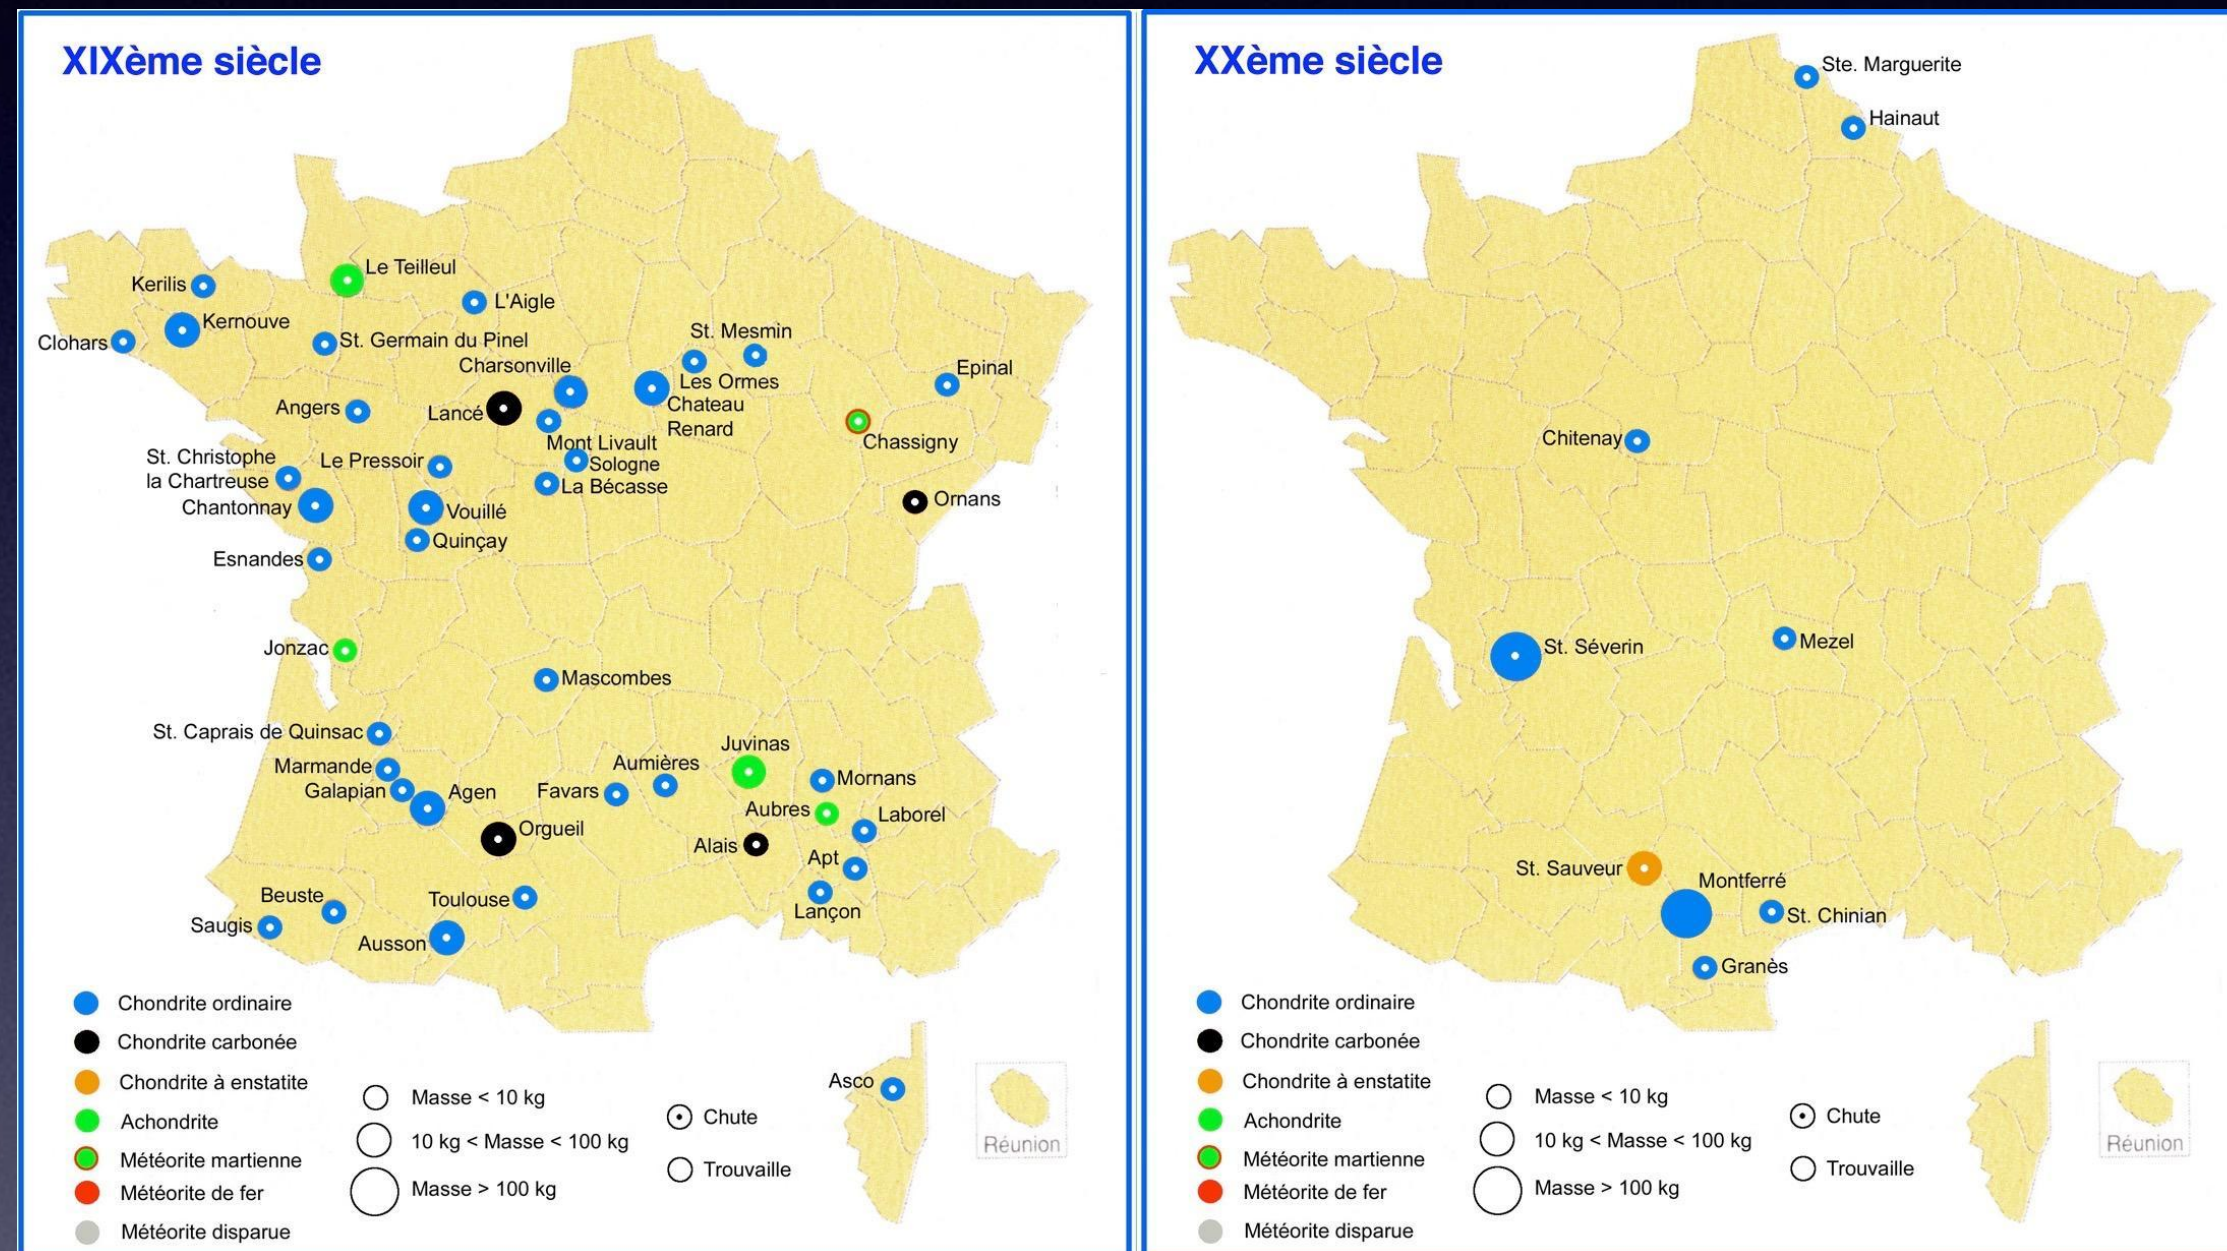 XIXème siècle
Le Teilleul
Kerilis
L'Aigle
Kernouve
Clohars
St. Germain du Pinel
St. Mesmin
Charsonville
Epinal
Les Ormes
Angers
Lancé
Chateau
Renard
Chassigny
Mont Livault
St. Christophe
la Chartreuse
Le Pressoir
Sologne
La Bécasse
Chantonnay
Vouillé
Ornans
Quinçay
Esnandes
Jonzac
Mascombes
St. Caprais de Quinsac
Juvinas
Marmande
Aumières
Mornans
Galapian
Agen
Favars
Aubres
Laborel
Orgueil
Alais
Apt
Beuste
Toulouse
Lançon
Saugis
Ausson
Chondrite ordinaire
Chondrite carbonée
Chondrite à enstatite
Achondrite
Météorite martienne
Météorite de fer
Météorite disparue
Masse < 10 kg
10 kg < Masse < 100 kg
Masse > 100 kg
Chute
Trouvaille
Asco
Réunion
XXème siècle
Ste. Marguerite
Hainaut
Chitenay
St. Séverin
Mezel
St. Sauveur
Montferré
St. Chinian
Granès
Chondrite ordinaire
Chondrite carbonée
Chondrite à enstatite
Achondrite
Météorite martienne
Météorite de fer
Météorite disparue
Masse < 10 kg
10 kg < Masse < 100 kg
Masse > 100 kg
Chute
Trouvaille
Réunion